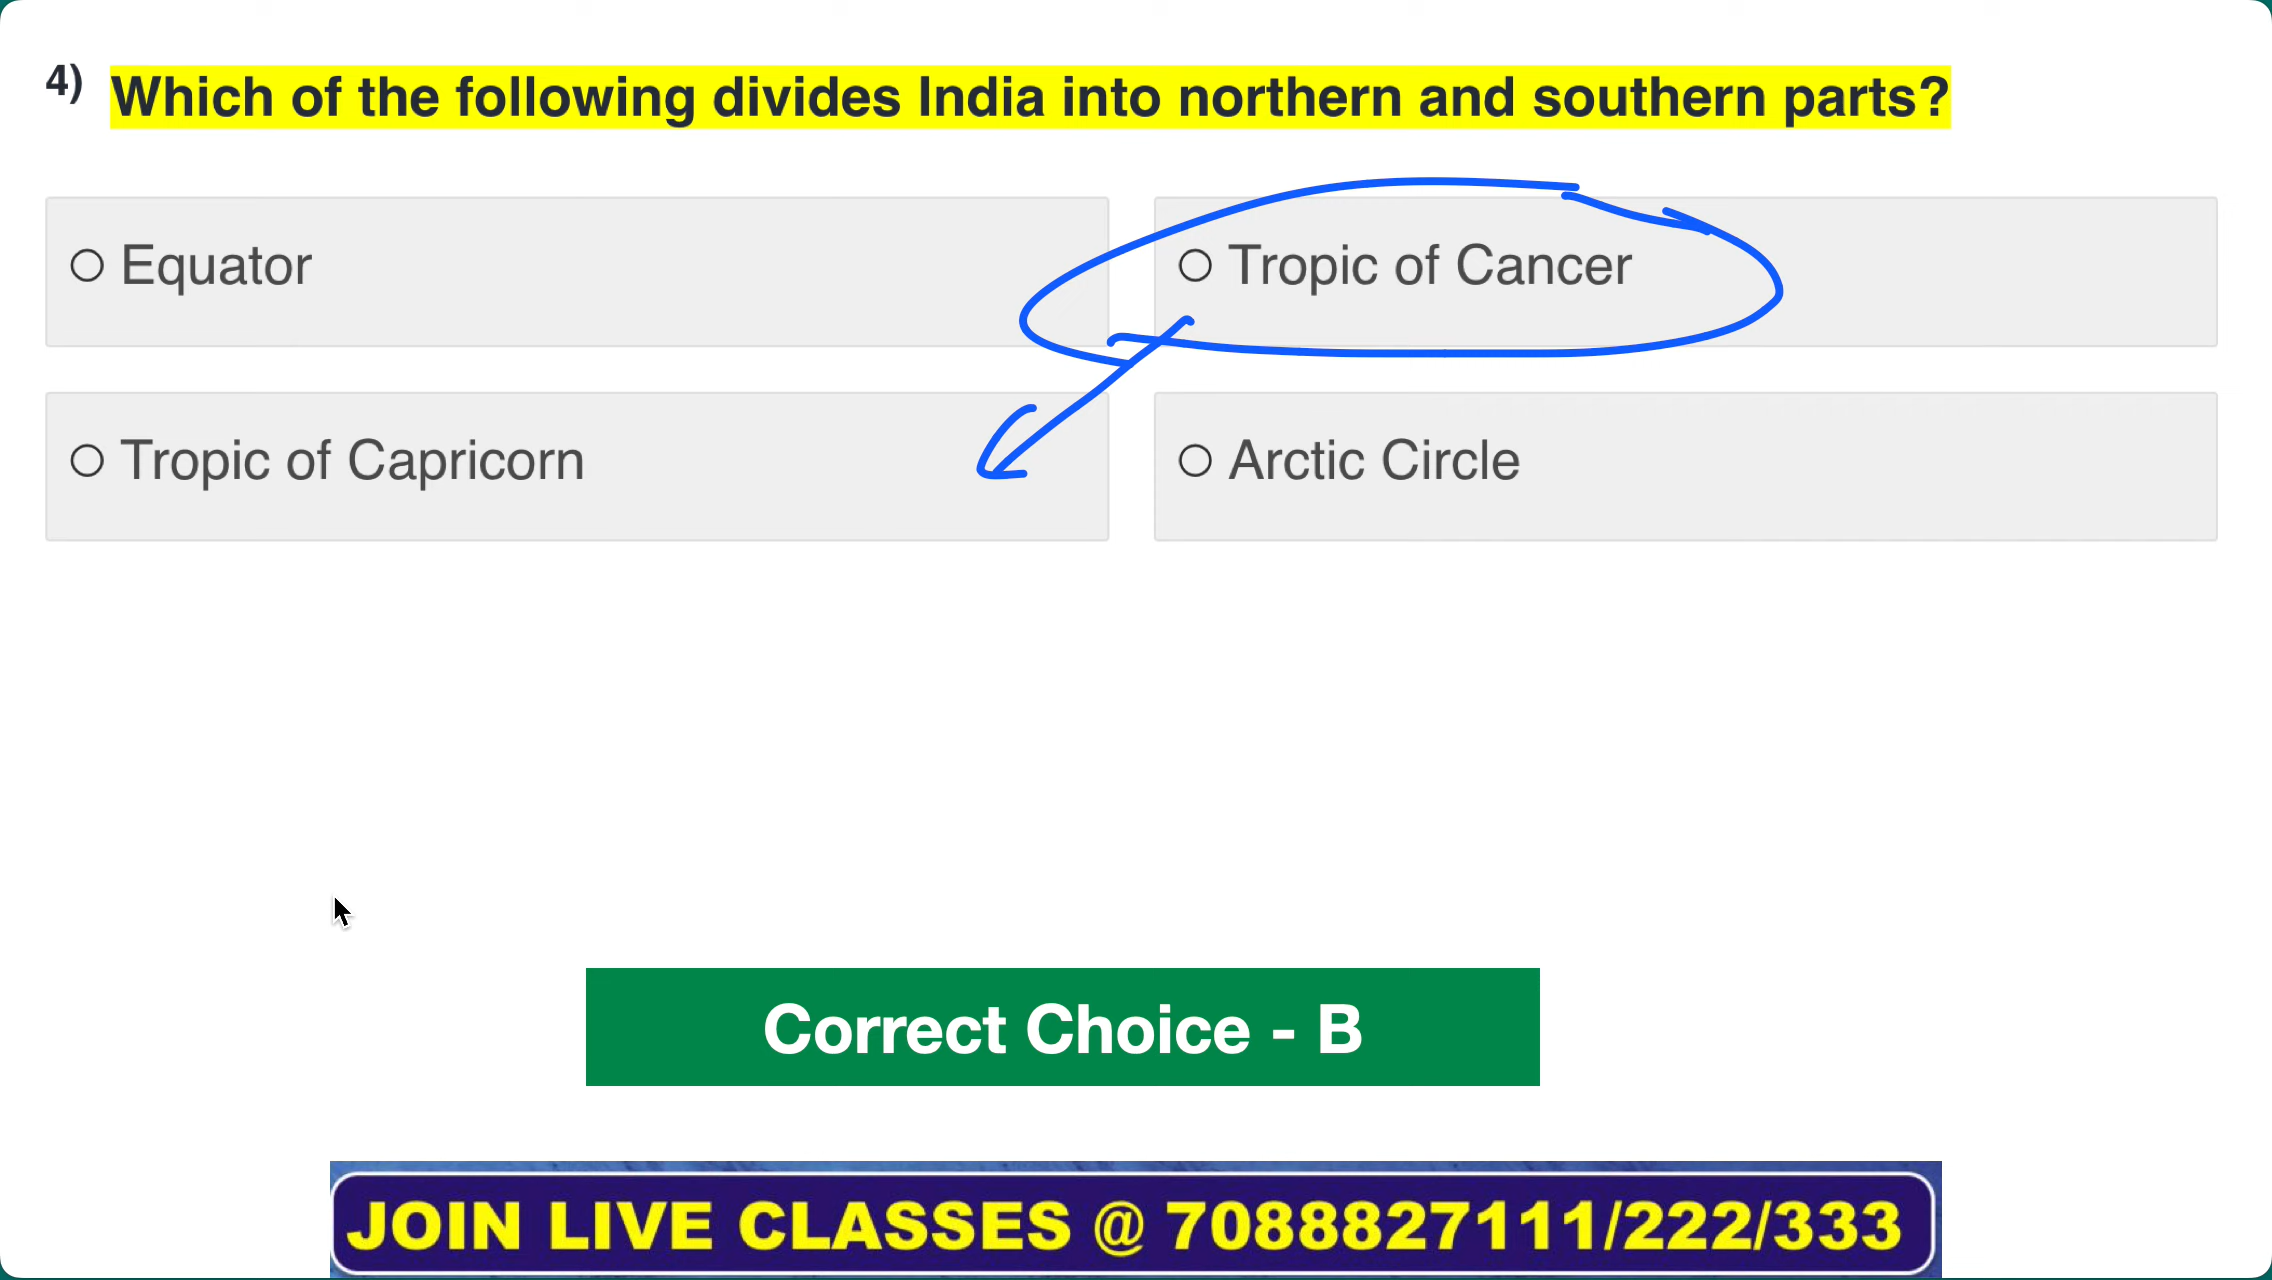 4) Which of the following divides India into northern and southern parts?
Equator
Tropic of Cancer
Tropic of Capricorn
Arctic Circle
Correct Choice - B
JOIN LIVE CLASSES @ 7088827111/222/333